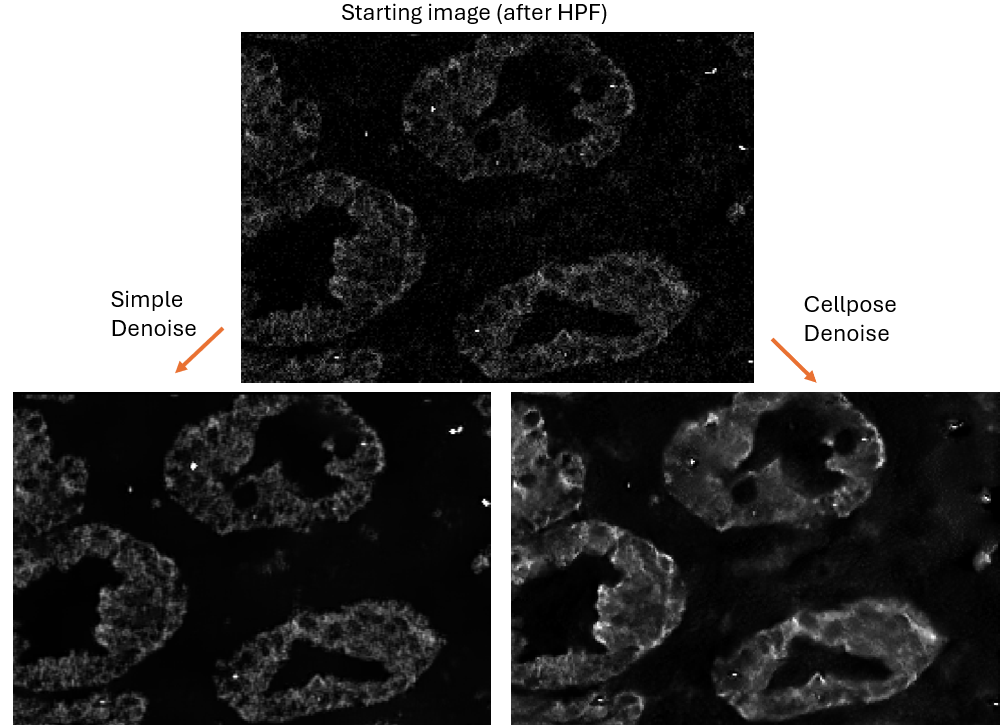 Starting image (after HPF)
Simple
Denoise
Cellpose
Denoise